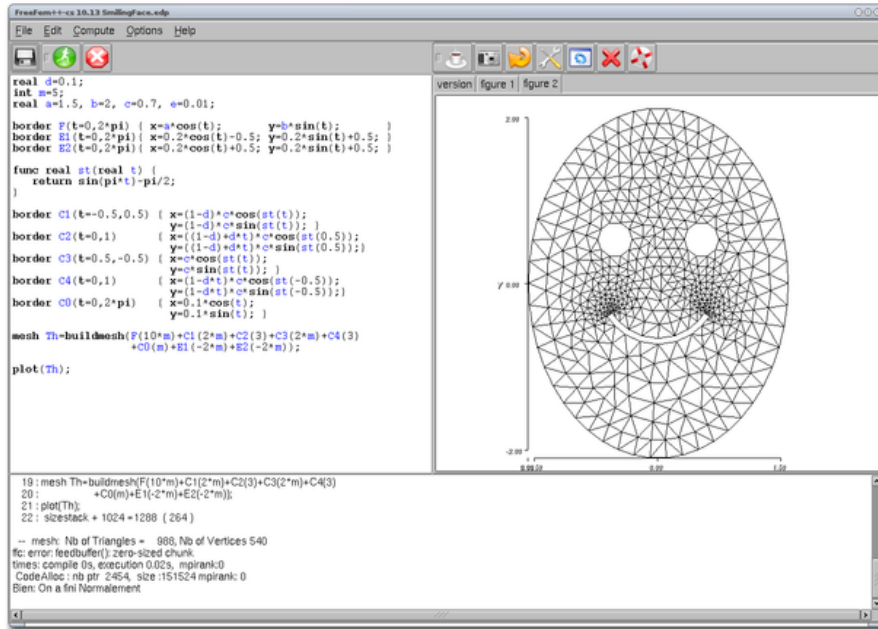 FreeFem++-cs 10.13 SmilingFace.edp
File Edit Compute Options Help
real d=0.1;
int m=5;
real a=1.5, b=2, c=0.7, e=0.01;
border F(t=0,2*pi) { x=a*cos(t); y=b*sin(t); }
border E1(t=0,2*pi){ x=0.2*cos(t)-0.5; y=0.2*sin(t)+0.5; }
border E2(t=0,2*pi){ x=0.2*cos(t)+0.5; y=0.2*sin(t)+0.5; }
func real st(real t) {
return sin(pi*t)-pi/2;
}
border C1(t=-0.5,0.5) { x=(1-d)*c*cos(st(t));
y=(1-d)*c*sin(st(t)); }
border C2(t=0,1) { x=((1-d)+d*t)*c*cos(st(0.5));
y=((1-d)+d*t)*c*sin(st(0.5));}
border C3(t=0.5,-0.5) { x=c*cos(st(t));
y=c*sin(st(t)); }
border C4(t=0,1) { x=(1-d*t)*c*cos(st(-0.5));
y=(1-d*t)*c*sin(st(-0.5));}
border C0(t=0,2*pi) { x=0.1*cos(t);
y=0.1*sin(t); }
mesh Th=buildmesh(F(10*m)+C1(2*m)+C2(3)+C3(2*m)+C4(3)
+C0(m)+E1(-2*m)+E2(-2*m));
plot(Th);
version figure 1 figure 2
2.00
Y 0.00
-2.00
0.00
19 : mesh Th=buildmesh(F(10*m)+C1(2*m)+C2(3)+C3(2*m)+C4(3)
20 : +C0(m)+E1(-2*m)+E2(-2*m));
21 : plot(Th);
22 : sizestack + 1024 =1288 ( 264 )
-- mesh: Nb of Triangles = 988, Nb of Vertices 540
ffc: error: feedbuffer(): zero-sized chunk
times: compile 0s, execution 0.02s, mpirank:0
CodeAlloc : nb ptr 2454, size :151524 mpirank: 0
Bien: On a fini Normalement